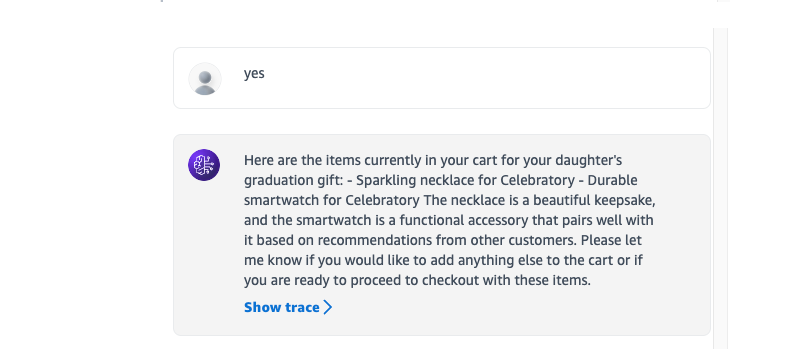 yes
Here are the items currently in your cart for your daughter's
graduation gift: - Sparkling necklace for Celebratory - Durable
smartwatch for Celebratory The necklace is a beautiful keepsake,
and the smartwatch is a functional accessory that pairs well with
it based on recommendations from other customers. Please let
me know if you would like to add anything else to the cart or if
you are ready to proceed to checkout with these items.
Show trace